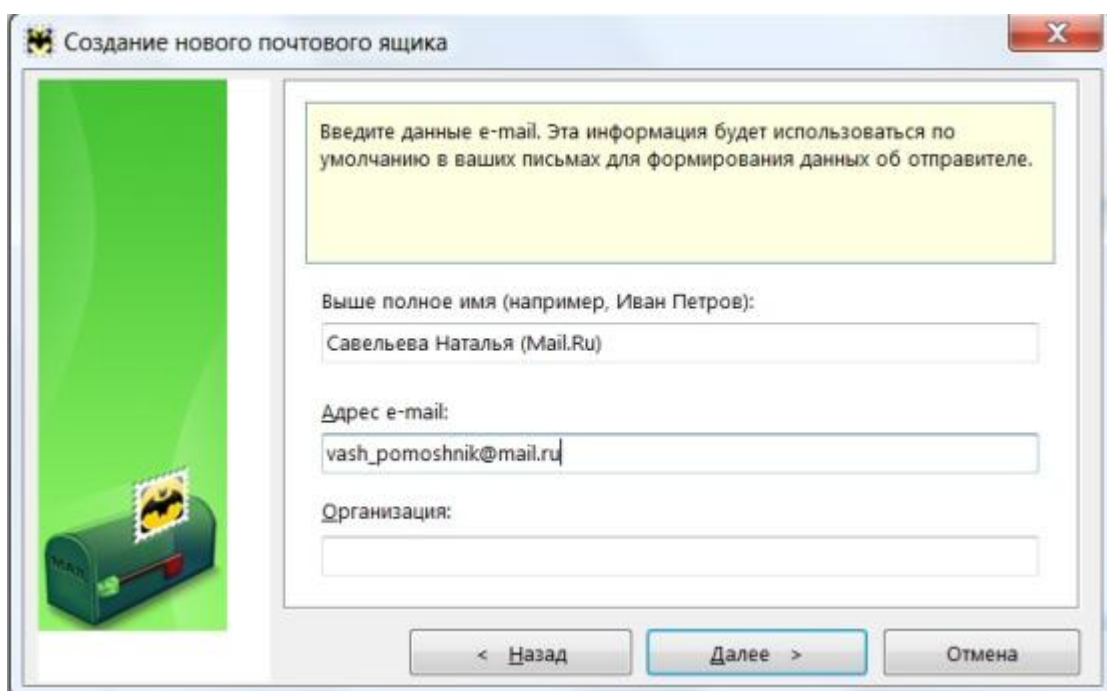 Создание нового почтового ящика
Введите данные e-mail. Эта информация будет использоваться по
умолчанию в ваших письмах для формирования данных об отправителе.
Выше полное имя (например, Иван Петров):
Савельева Наталья (Mail.Ru)
Адрес e-mail:
vash_pomoshnik@mail.ru
Организация:
MAIL
< Назад
Далее >
Отмена